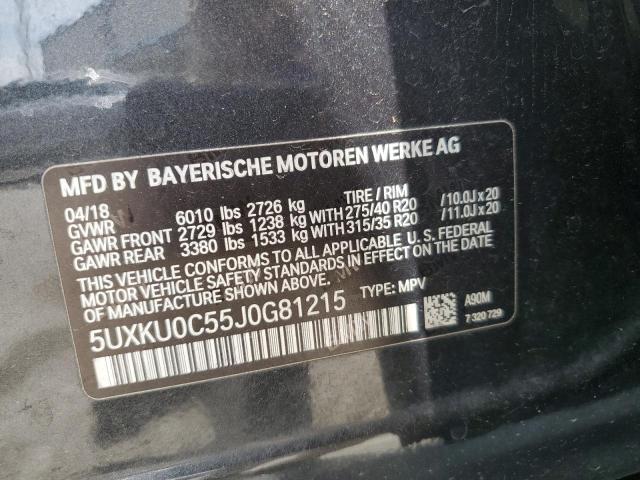 MFD BY BAYERISCHE MOTOREN WERKE AG
04/18
GVWR 6010 lbs 2726 kg TIRE / RIM
GAWR FRONT 2729 lbs 1238 kg WITH 275/40 R20 / 10.0J x 20
GAWR REAR 3380 lbs 1533 kg WITH 315/35 R20 / 11.0J x 20
THIS VEHICLE CONFORMS TO ALL APPLICABLE U. S. FEDERAL
MOTOR VEHICLE SAFETY STANDARDS IN EFFECT ON THE DATE
OF MANUFACTURE SHOWN ABOVE.
5UXKU0C55J0G81215 TYPE: MPV
A90M
7 320 729